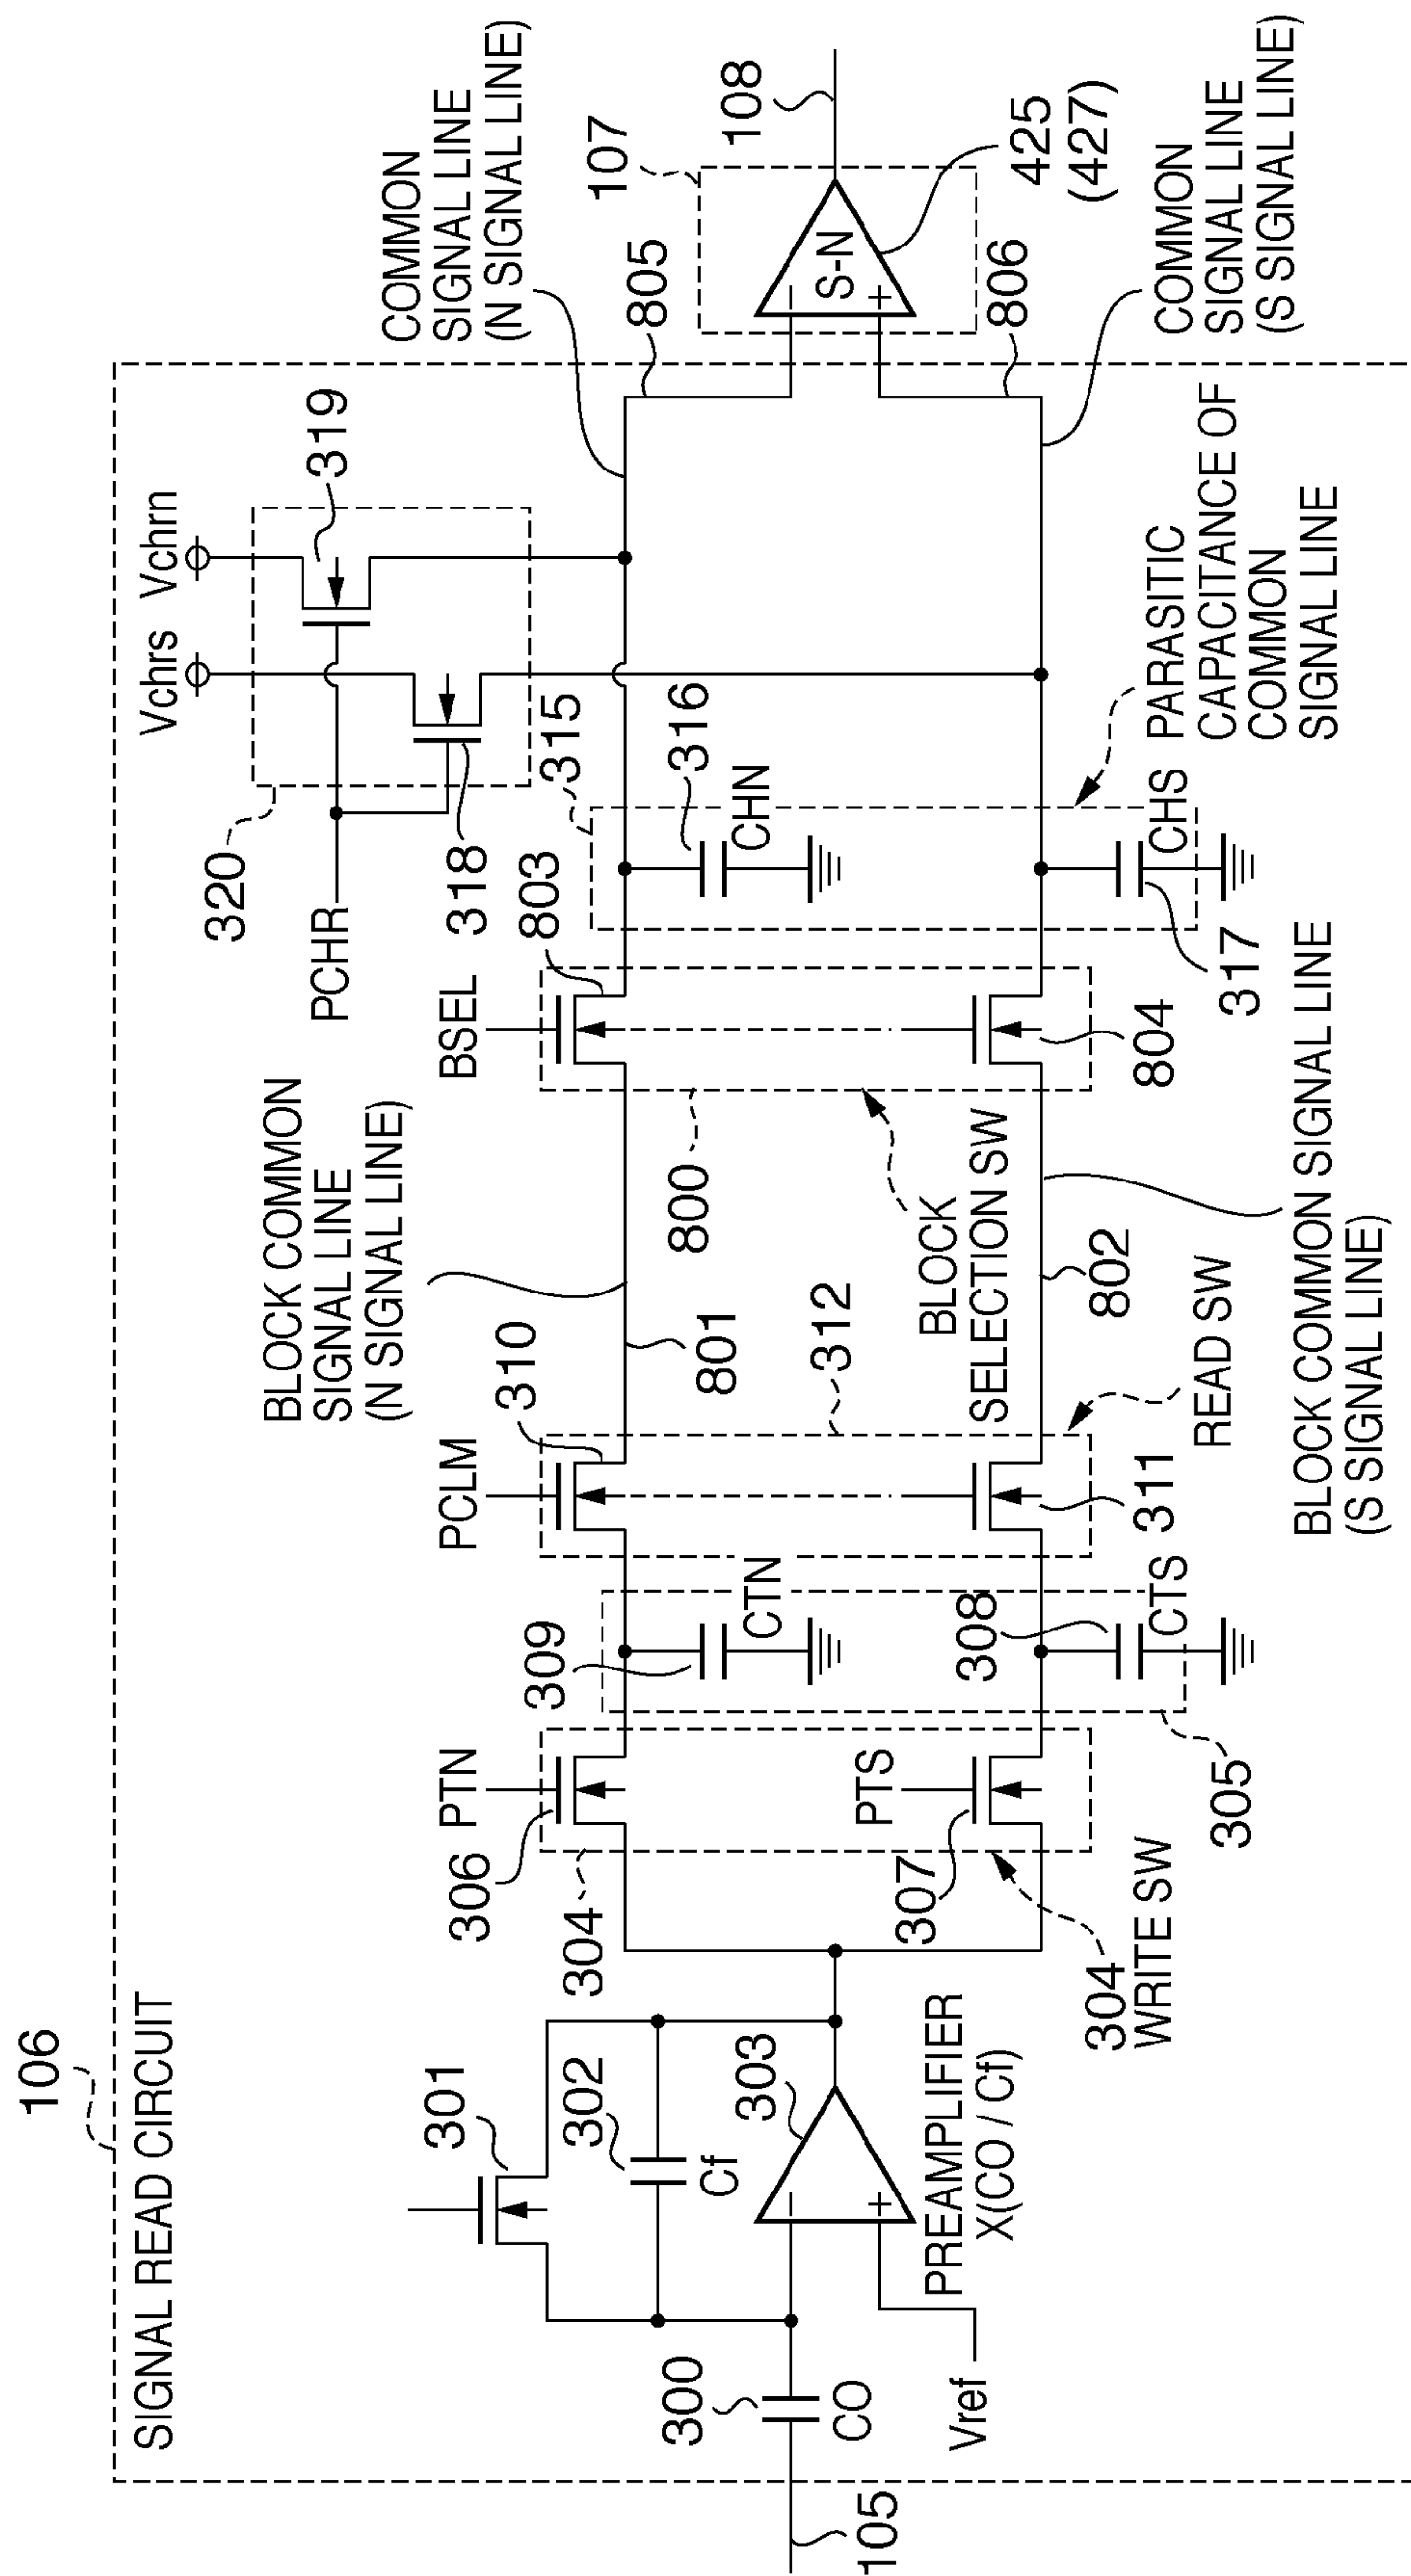 106
SIGNAL READ CIRCUIT
105
300
CO
Vref
301
302
Cf
303
PREAMPLIFIER
X(CO / Cf)
304
306
PTN
307
PTS
304
WRITE SW
305
309
CTN
308
CTS
PCLM
310
312
311
READ SW
BLOCK COMMON
SIGNAL LINE
(N SIGNAL LINE)
801
802
BLOCK COMMON SIGNAL LINE
(S SIGNAL LINE)
BSEL
803
800
BLOCK
SELECTION SW
804
320
PCHR
318
319
Vchrs
Vchrn
315
316
CHN
CHS
317
PARASITIC
CAPACITANCE OF
COMMON
SIGNAL LINE
COMMON
SIGNAL LINE
(N SIGNAL LINE)
805
806
COMMON
SIGNAL LINE
(S SIGNAL LINE)
107
−
S-N
+
108
425
(427)
−
+